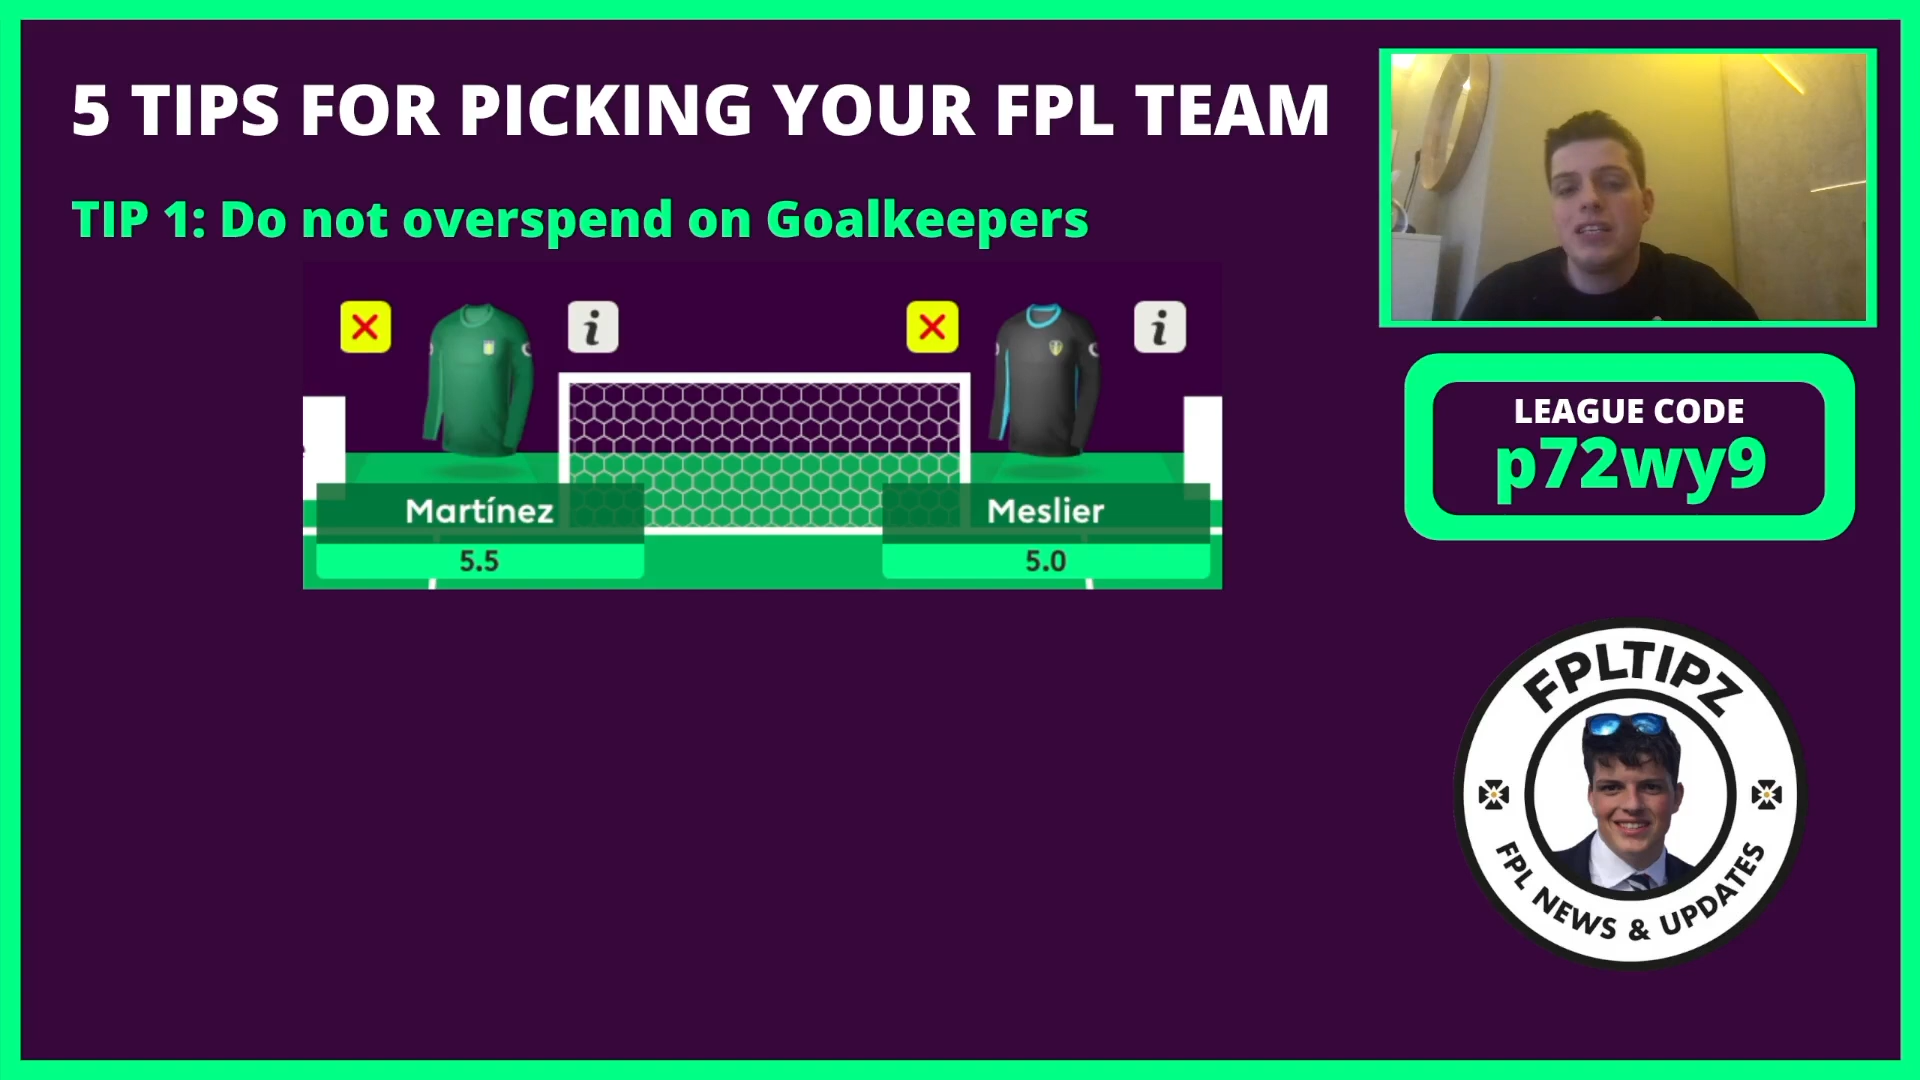 5 TIPS FOR PICKING YOUR FPL TEAM
TIP 1: Do not overspend on Goalkeepers
i
i
Martínez
5.5
Meslier
5.0
LEAGUE CODE
p72wy9
FPLTIPZ
FPL NEWS & UPDATES